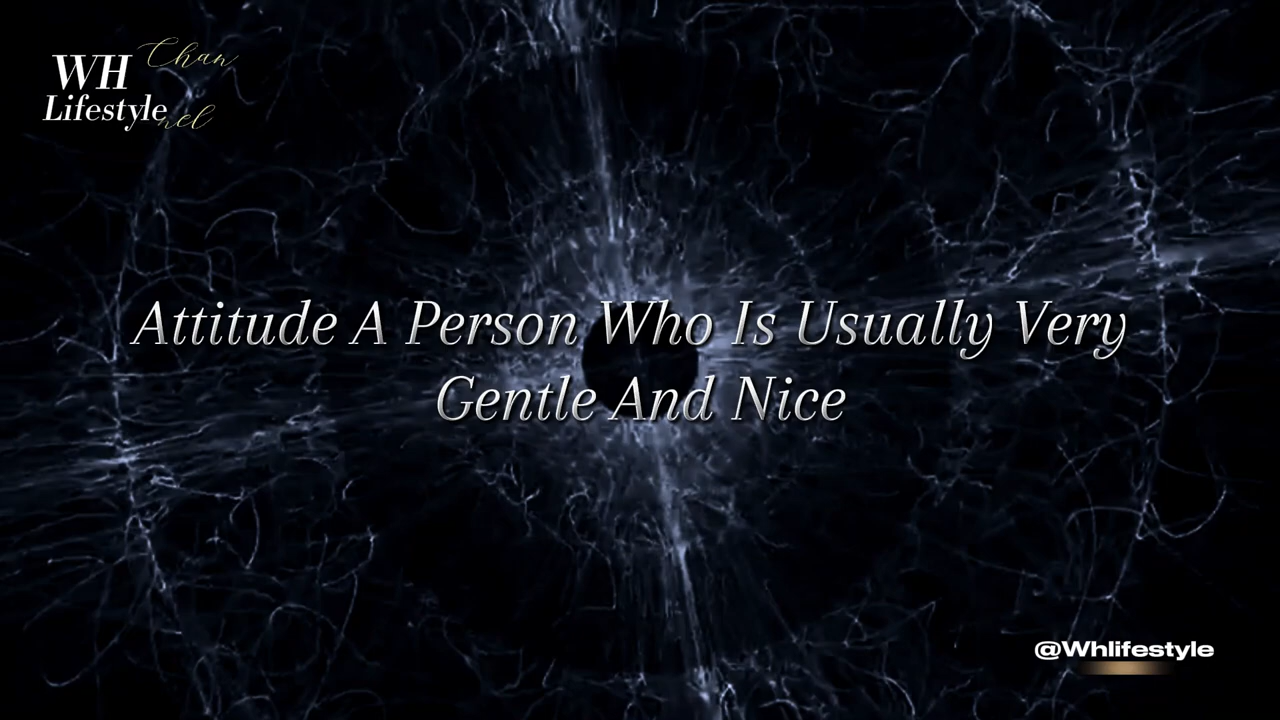 WH Chan
Lifestyle nel
Attitude A Person Who Is Usually Very
Gentle And Nice
@Whlifestyle